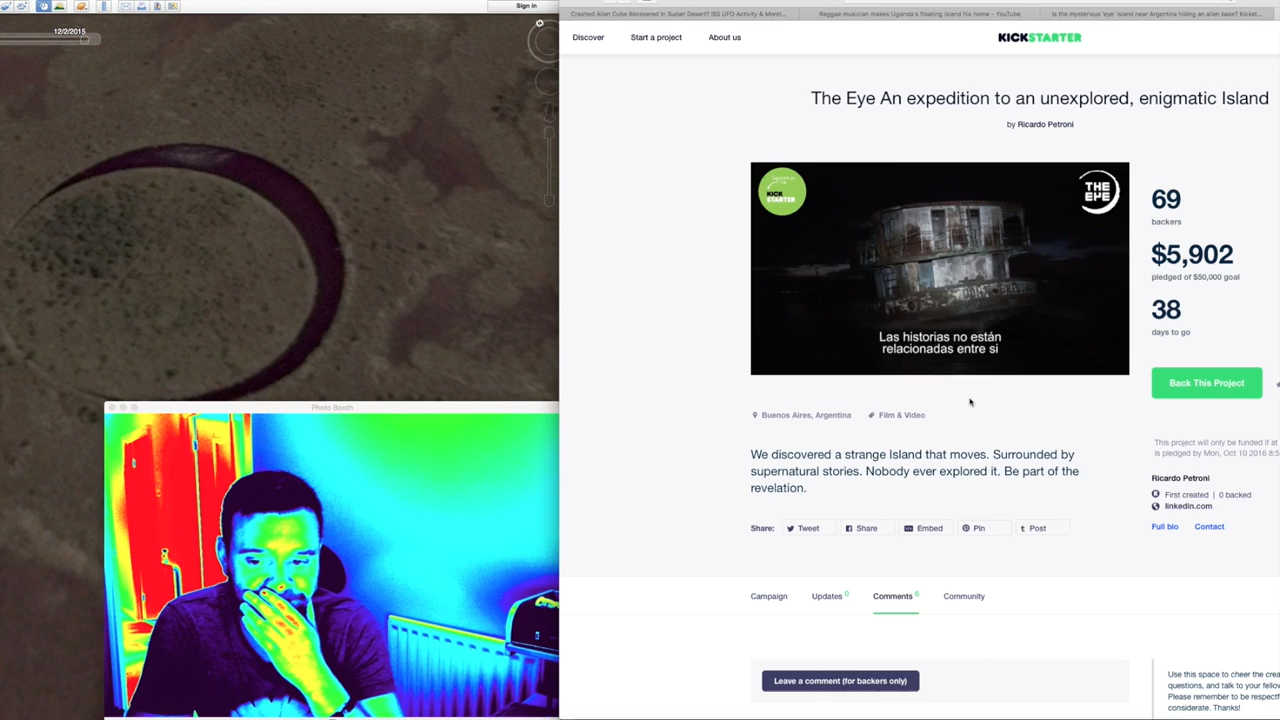 Sign in
12/2/2015
Photo Booth
Crashed Alien Cube Recovered In Sudan Desert? ISS UFO Activity & More!...
Reggae musician makes Uganda's floating island his home - YouTube
Is the mysterious 'eye' island near Argentina hiding an alien base? Kickst...
Discover
Start a project
About us
KICKSTARTER
The Eye An expedition to an unexplored, enigmatic Island
by Ricardo Petroni
KICK
STARTER
THE
EYE
Las historias no están
relacionadas entre si
69
backers
$5,902
pledged of $50,000 goal
38
days to go
Back This Project
Buenos Aires, Argentina
Film & Video
We discovered a strange Island that moves. Surrounded by
supernatural stories. Nobody ever explored it. Be part of the
revelation.
Share:
Tweet
Share
Embed
Pin
Post
This project will only be funded if at
is pledged by Mon, Oct 10 2016 8:5
Ricardo Petroni
First created | 0 backed
linkedin.com
Full bio
Contact
Campaign
Updates 0
Comments 6
Community
Leave a comment (for backers only)
Use this space to cheer the crea
questions, and talk to your fellow
Please remember to be respectf
considerate. Thanks!